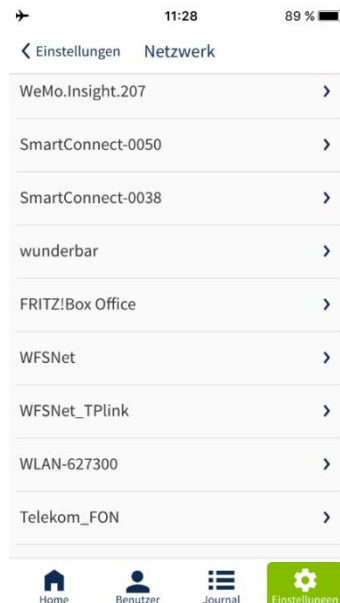 11:28
89 %
Einstellungen Netzwerk
WeMo.Insight.207
SmartConnect-0050
SmartConnect-0038
wunderbar
FRITZ!Box Office
WFSNet
WFSNet_TPlink
WLAN-627300
Telekom_FON
Home Benutzer Journal Einstellungen